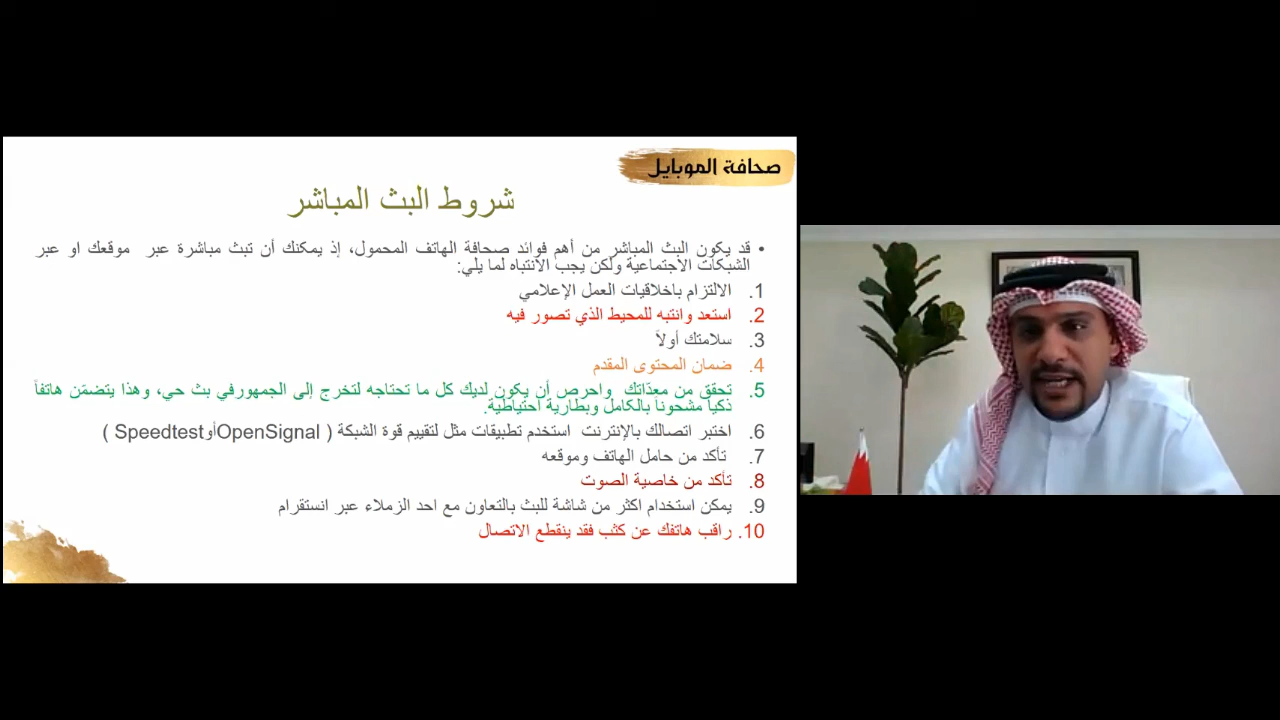 صحافة الموبايل
شروط البث المباشر
• قد يكون البث المباشر من أهم فوائد صحافة الهاتف المحمول، إذ يمكنك أن تبث مباشرة عبر موقعك او عبر
الشبكات الاجتماعية ولكن يجب الانتباه لما يلي:
1. الالتزام باخلاقيات العمل الإعلامي
2. استعد وانتبه للمحيط الذي تصور فيه
3. سلامتك أولاً
4. ضمان المحتوى المقدم
5. تحقق من معدّاتك واحرص أن يكون لديك كل ما تحتاجه لتخرج إلى الجمهورفي بث حي، وهذا يتضمّن هاتفاً
ذكياً مشحوناً بالكامل وبطارية احتياطية.
6. اختبر اتصالك بالإنترنت استخدم تطبيقات مثل لتقييم قوة الشبكة ( OpenSignalأوSpeedtest )
7. تأكد من حامل الهاتف وموقعه
8. تأكد من خاصية الصوت
9. يمكن استخدام اكثر من شاشة للبث بالتعاون مع احد الزملاء عبر انستقرام
10. راقب هاتفك عن كثب فقد ينقطع الاتصال